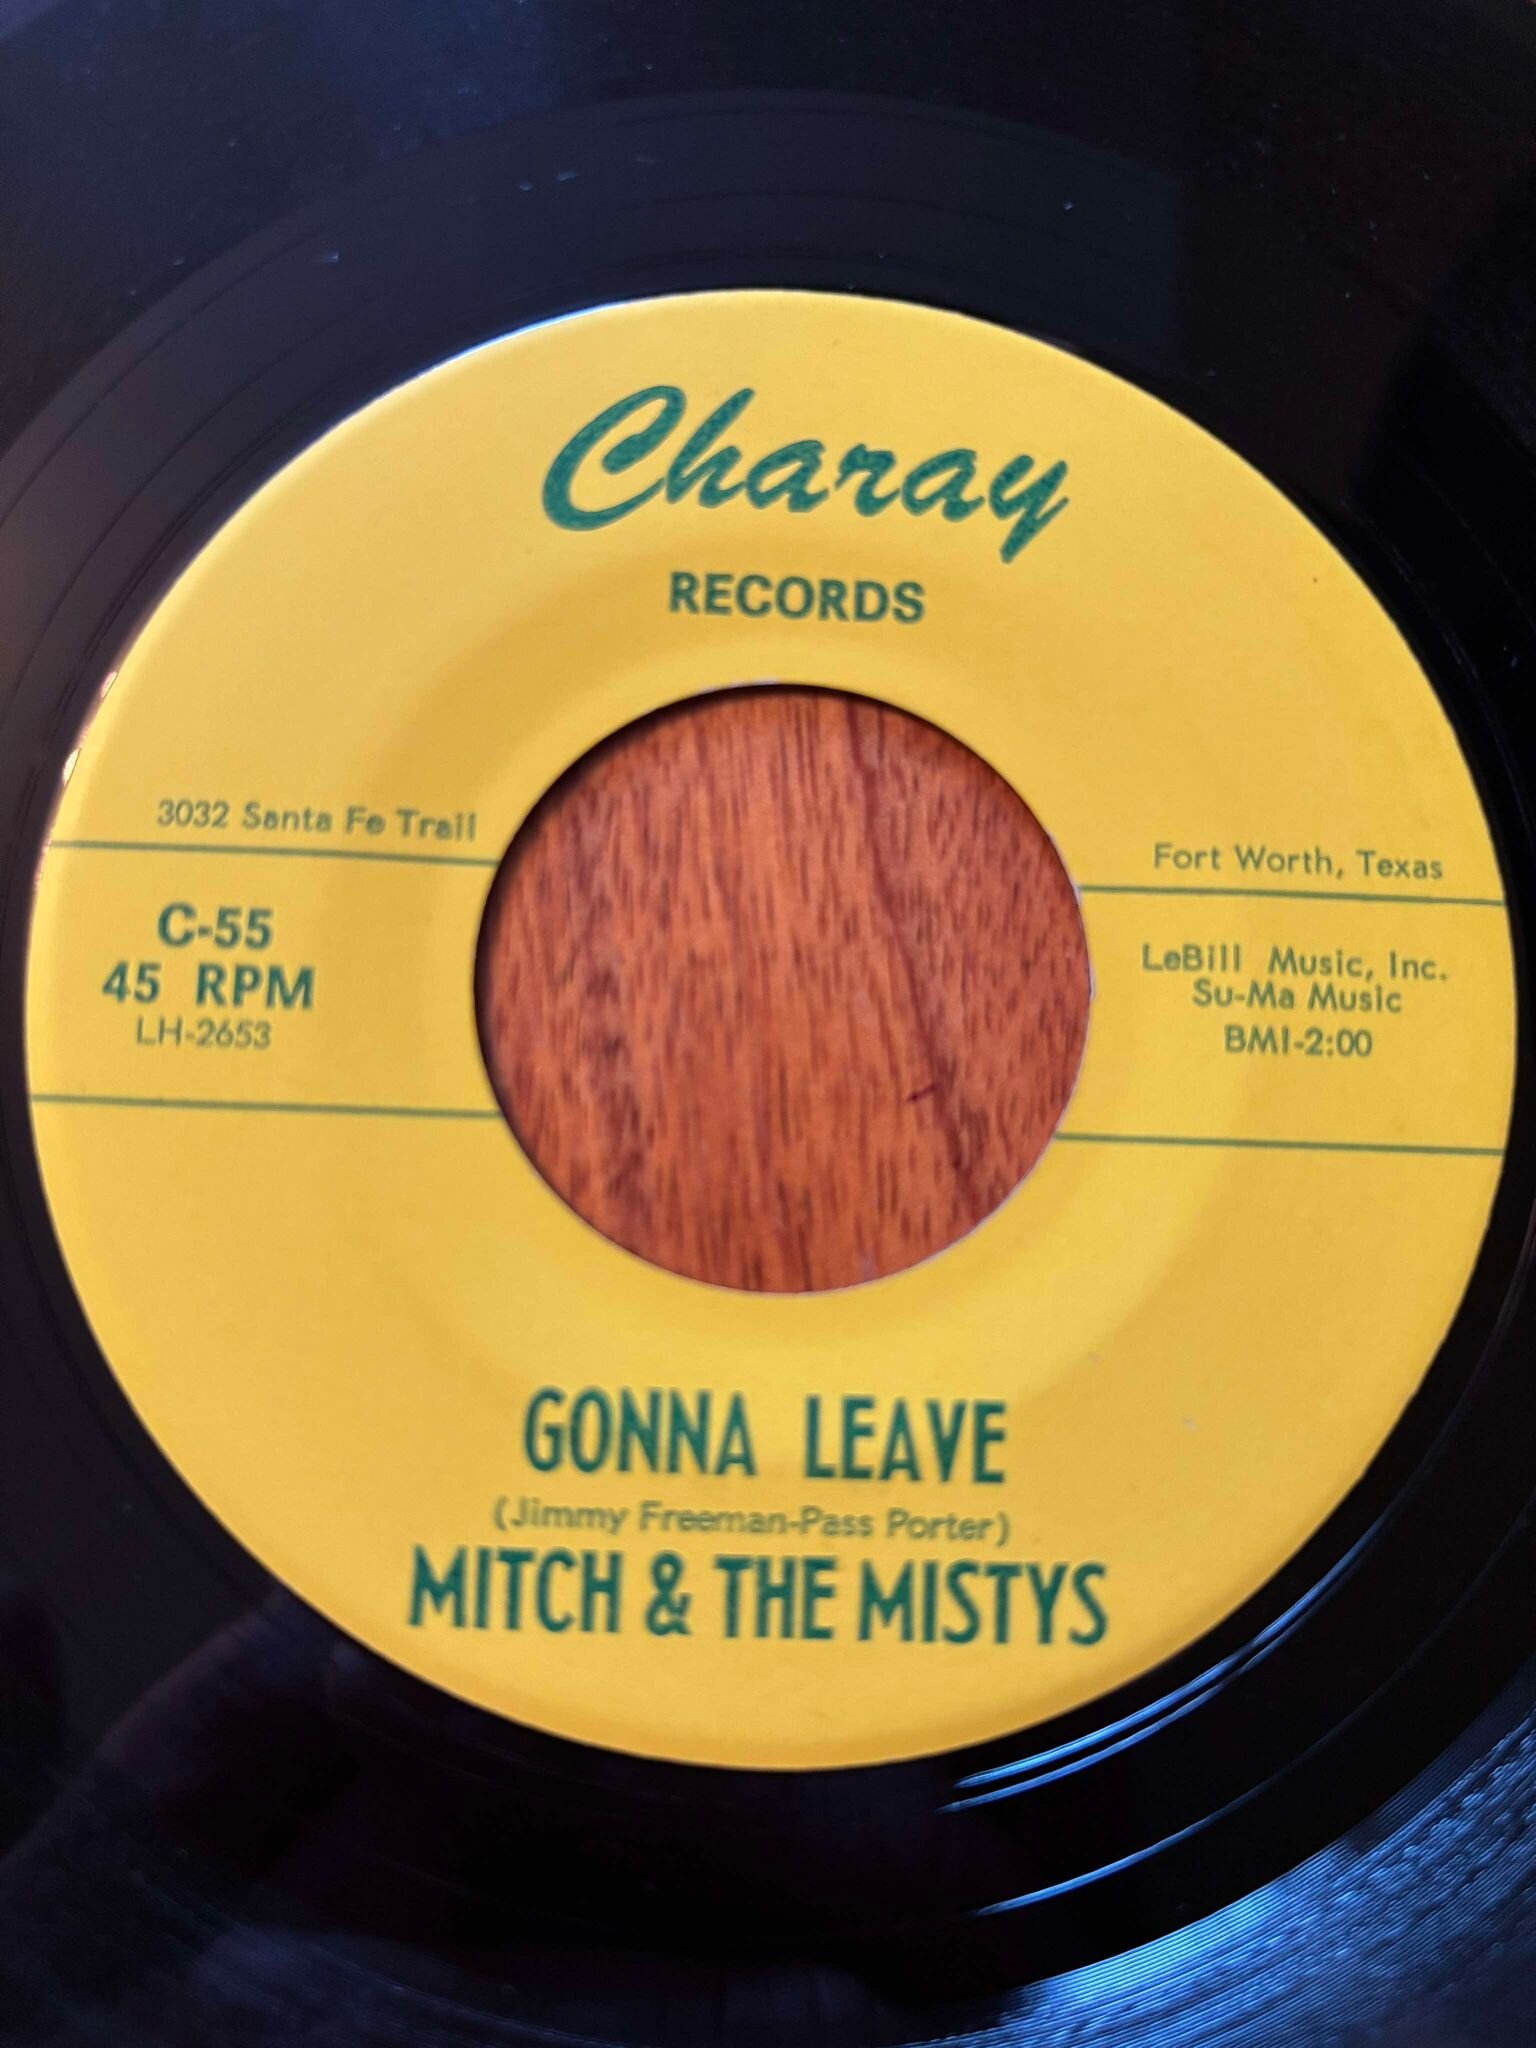 Charay
RECORDS
3032 Santa Fe Trail
Fort Worth, Texas
C-55
45 RPM
LH-2653
LeBill Music, Inc.
Su-Ma Music
BMI-2:00
GONNA LEAVE
(Jimmy Freeman-Pass Porter)
MITCH & THE MISTYS